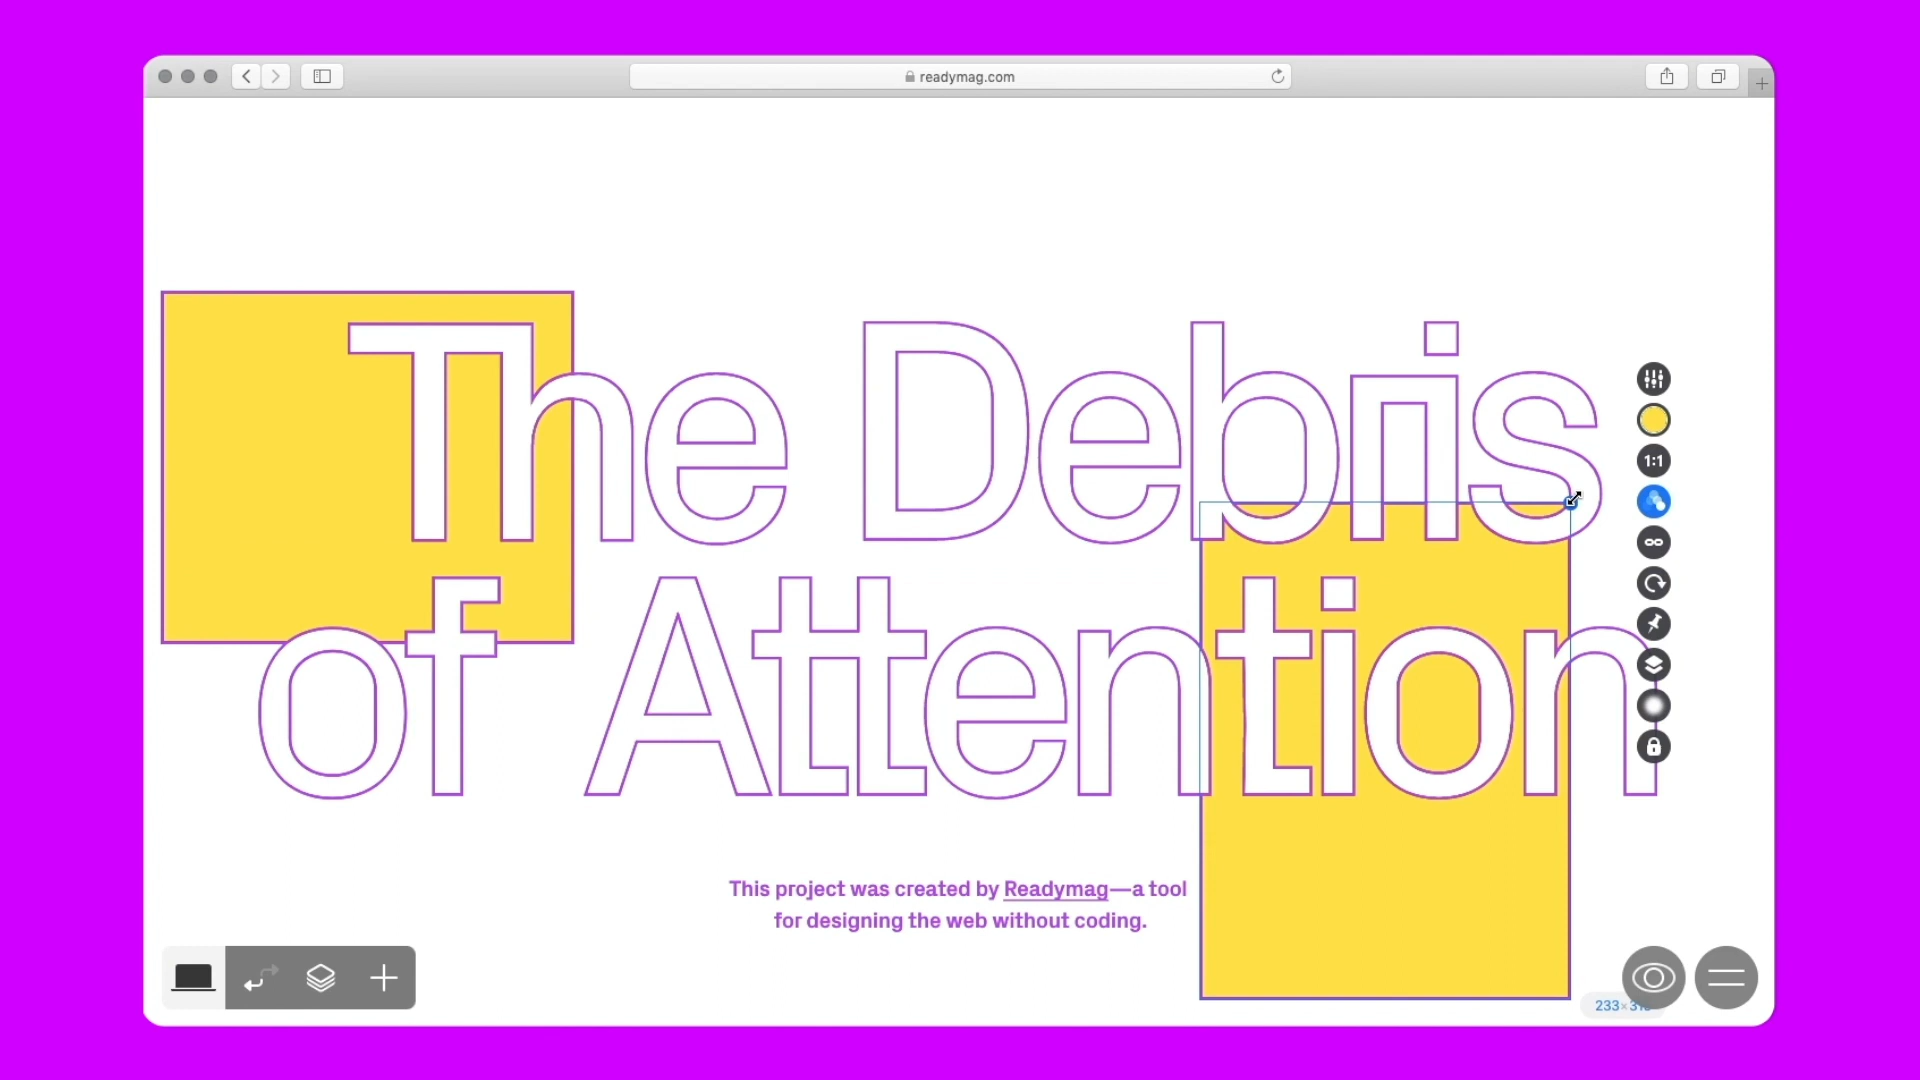 readymag.com
The Debris
of Attention
1:1
This project was created by Readymag—a tool
for designing the web without coding.